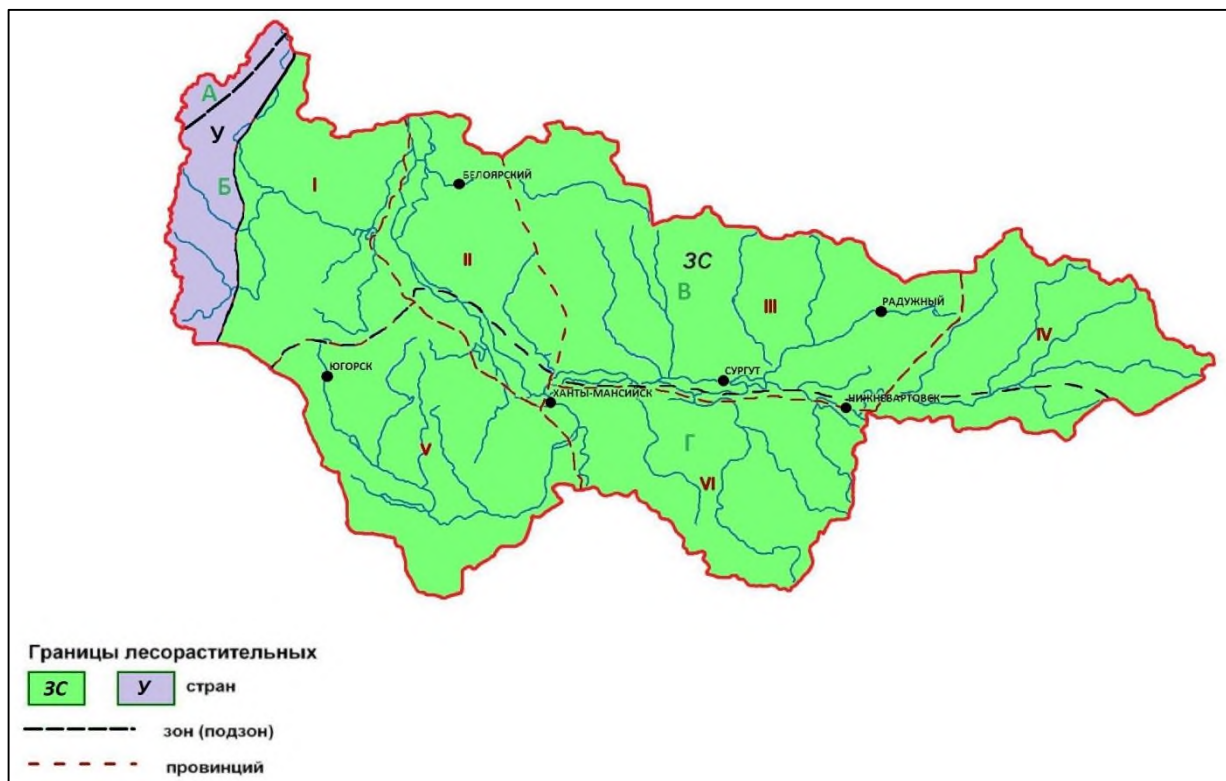 А
У
Б
I
БЕЛОЯРСКИЙ
II
ЗС
В
III
РАДУЖНЫЙ
IV
ЮГОРСК
СУРГУТ
ХАНТЫ-МАНСИЙСК
НИЖНЕВАРТОВСК
V
Г
VI
Границы лесорастительных
ЗС У стран
зон (подзон)
провинций